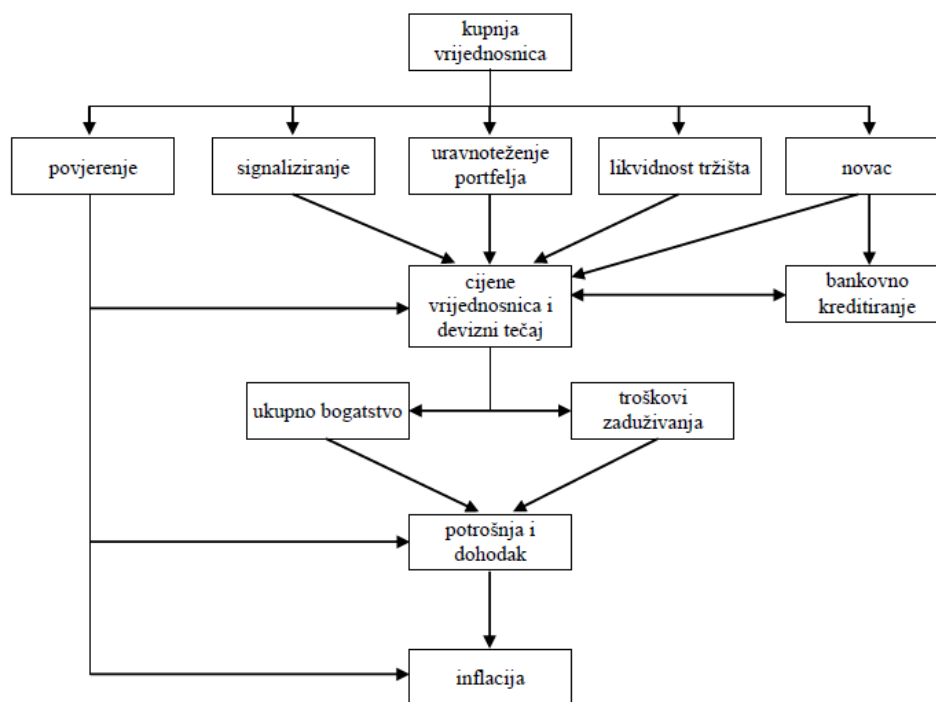 kupnja
vrijednosnica
povjerenje
signaliziranje
uravnoteženje
portfelja
likvidnost tržišta
novac
cijene
vrijednosnica i
devizni tečaj
bankovno
kreditiranje
ukupno bogatstvo
troškovi
zaduživanja
potrošnja i
dohodak
inflacija